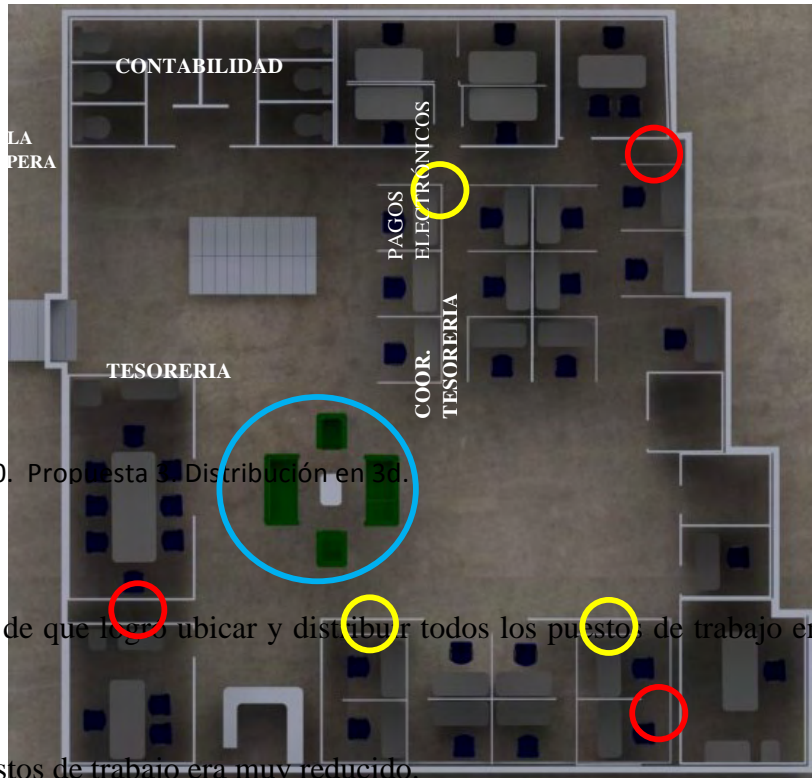 CONTABILIDAD
LA
PERA
PAGOS
ELECTRÓNICOS
COOR.
TESORERIA
TESORERIA
0. Propuesta 3. Distribución en 3d.
de que logro ubicar y distribuir todos los puestos de trabajo en
stos de trabajo era muy reducido.